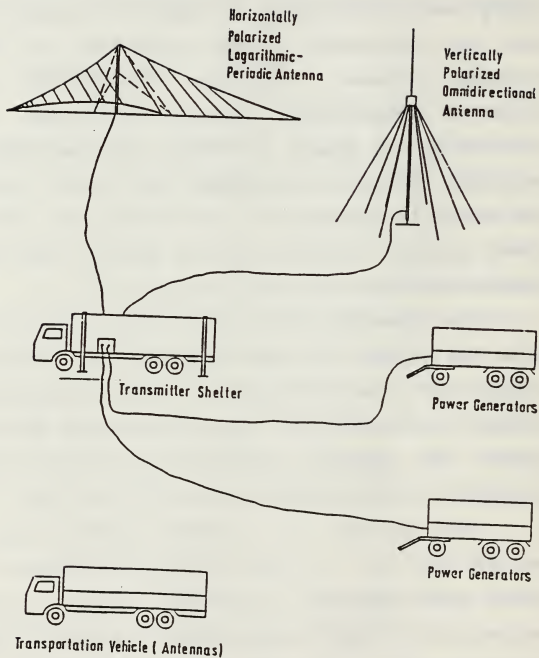 Horizontally
Polarized
Logarithmic-
Periodic Antenna
Vertically
Polarized
Omnidirectional
Antenna
Transmitter Shelter
Power Generators
Power Generators
Transportation Vehicle ( Antennas)